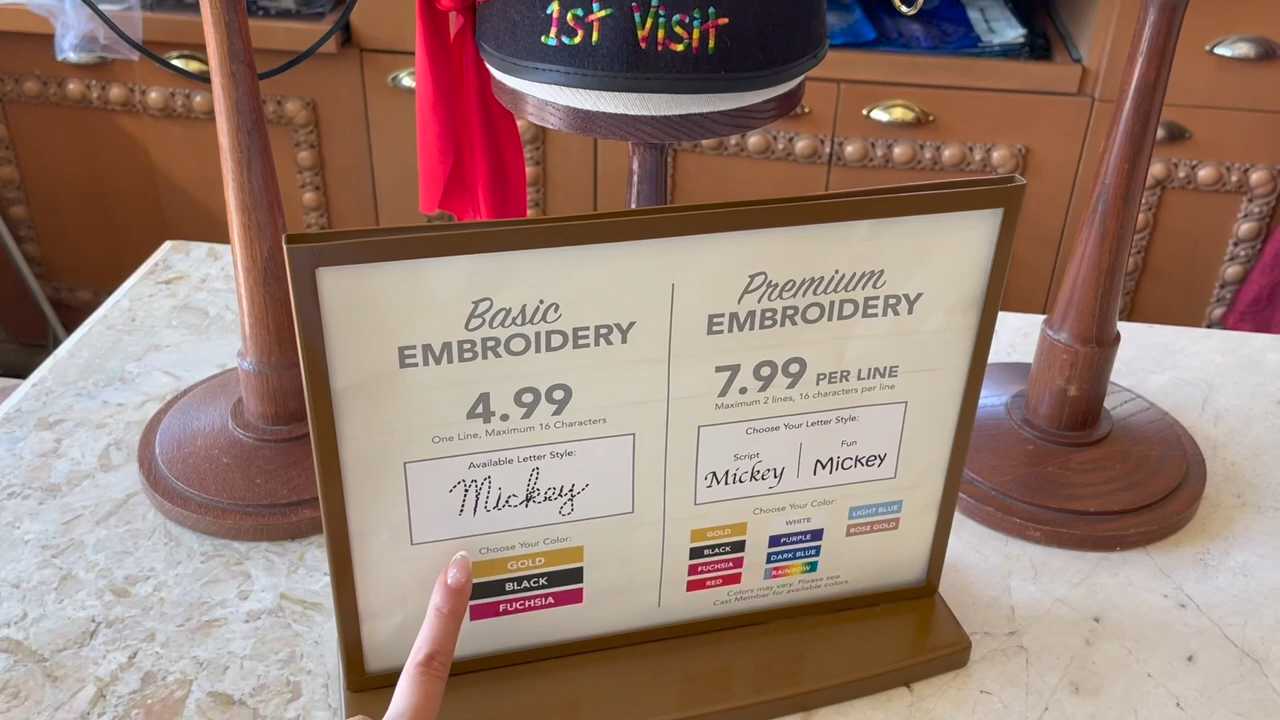 1st Visit
Basic
EMBROIDERY
4.99
One Line, Maximum 16 Characters
Available Letter Style:
Mickey
Choose Your Color:
GOLD
BLACK
FUCHSIA
Premium
EMBROIDERY
7.99 PER LINE
Maximum 2 lines, 16 characters per line
Choose Your Letter Style:
Script
Mickey
Fun
Mickey
Choose Your Color:
GOLD
BLACK
FUCHSIA
RED
WHITE
PURPLE
DARK BLUE
RAINBOW
LIGHT BLUE
ROSE GOLD
Colors may vary. Please see
Cast Member for available colors.